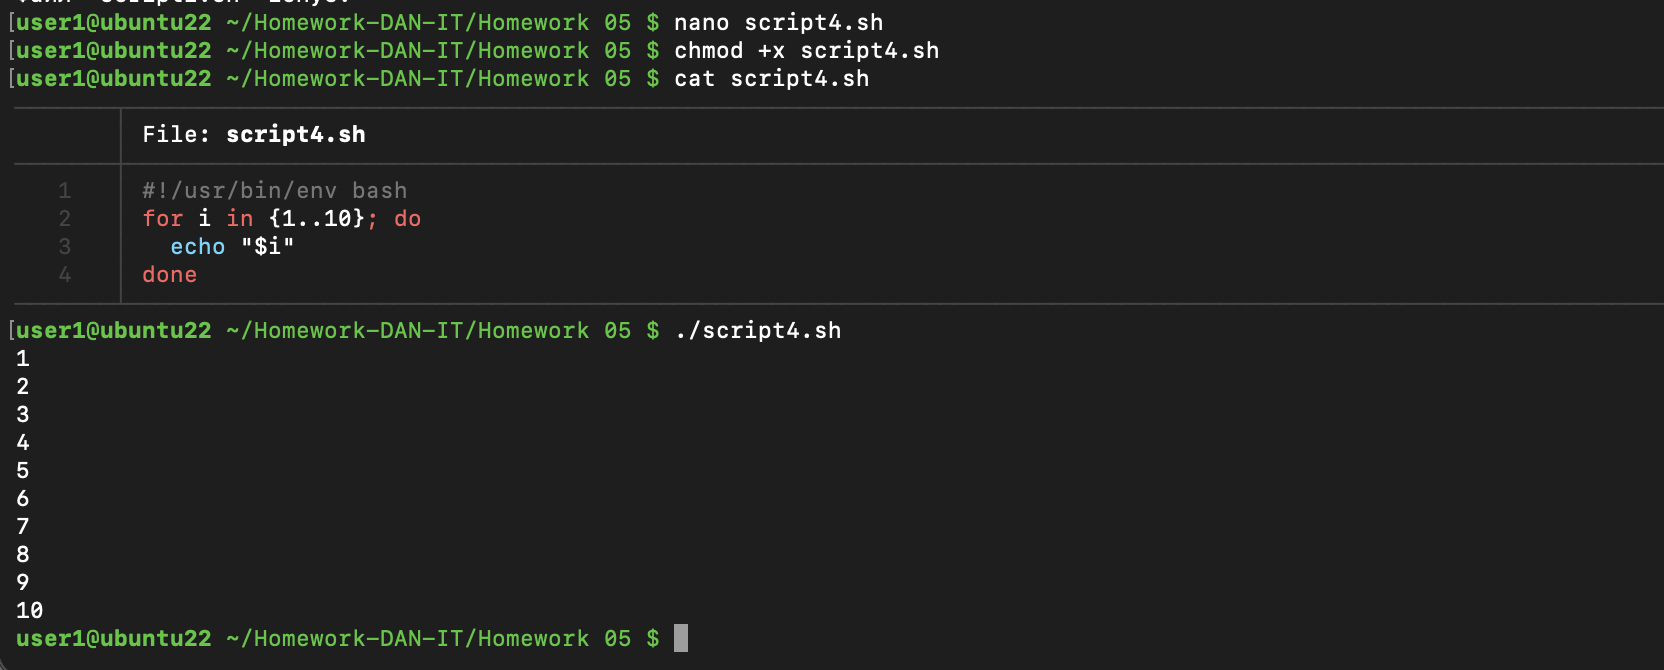 [user1@ubuntu22 ~/Homework-DAN-IT/Homework 05 $ nano script4.sh
[user1@ubuntu22 ~/Homework-DAN-IT/Homework 05 $ chmod +x script4.sh
[user1@ubuntu22 ~/Homework-DAN-IT/Homework 05 $ cat script4.sh
File: script4.sh
1 #!/usr/bin/env bash
2 for i in {1..10}; do
3 echo "$i"
4 done
[user1@ubuntu22 ~/Homework-DAN-IT/Homework 05 $ ./script4.sh
1
2
3
4
5
6
7
8
9
10
user1@ubuntu22 ~/Homework-DAN-IT/Homework 05 $